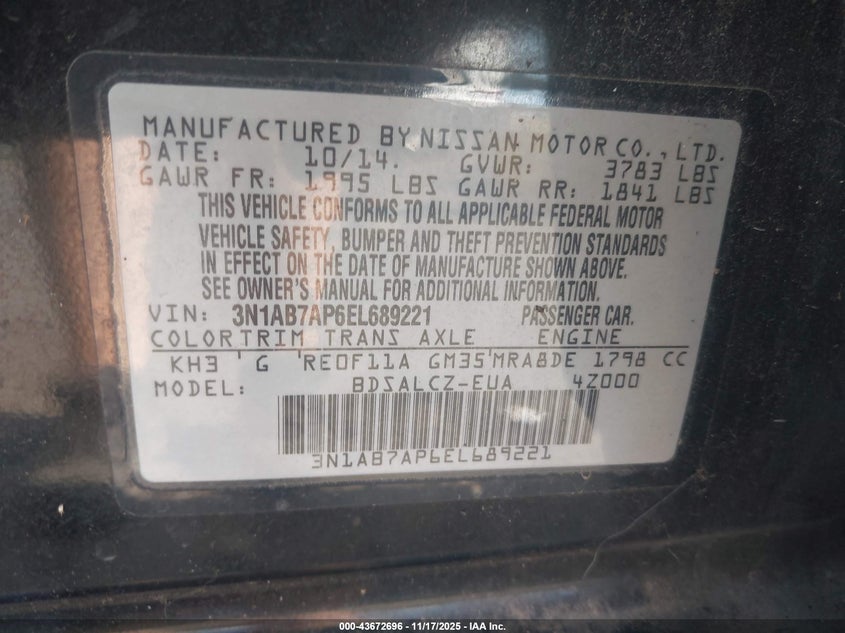 MANUFACTURED BY NISSAN MOTOR CO., LTD.
DATE: 10/14. GVWR: 3783 LBS
GAWR FR: 1995 LBS GAWR RR: 1841 LBS
THIS VEHICLE CONFORMS TO ALL APPLICABLE FEDERAL MOTOR
VEHICLE SAFETY, BUMPER AND THEFT PREVENTION STANDARDS
IN EFFECT ON THE DATE OF MANUFACTURE SHOWN ABOVE.
SEE OWNER'S MANUAL FOR ADDITIONAL INFORMATION.
VIN: 3N1AB7AP6EL689221 PASSENGER CAR.
COLOR TRIM TRANS AXLE ENGINE
KH3 G RE0F11A GM35 MRA8DE 1798 CC
MODEL: BDSALCZ-EUA 4Z000
3N1AB7AP6EL689221
000-43672696 - 11/17/2025 - IAA Inc.